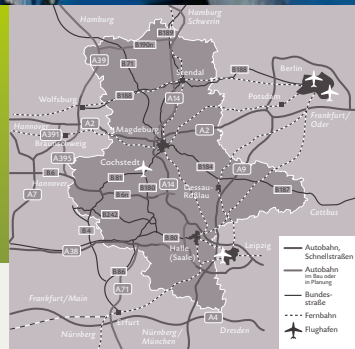 Hamburg
Hamburg
Schwerin
B189
B190n
A39
B71
Stendal
B188
Berlin
Wolfsburg
B188
A14
Potsdam
Hannover
A391
A2
Magdeburg
A2
Frankfurt/
Oder
Braunschweig
A395
Cochstedt
B184
A9
B6
Hannover
B81
B180
A14
Dessau-
Roßlau
B187
A7
B6n
B242
Cottbus
B4
A38
B80
Halle
(Saale)
Leipzig
B86
A71
Frankfurt/Main
Erfurt
A4
Dresden
Nürnberg
Nürnberg/
München
Autobahn,
Schnellstraßen
Autobahn
im Bau oder
in Planung
Bundes-
straße
Fernbahn
Flughafen